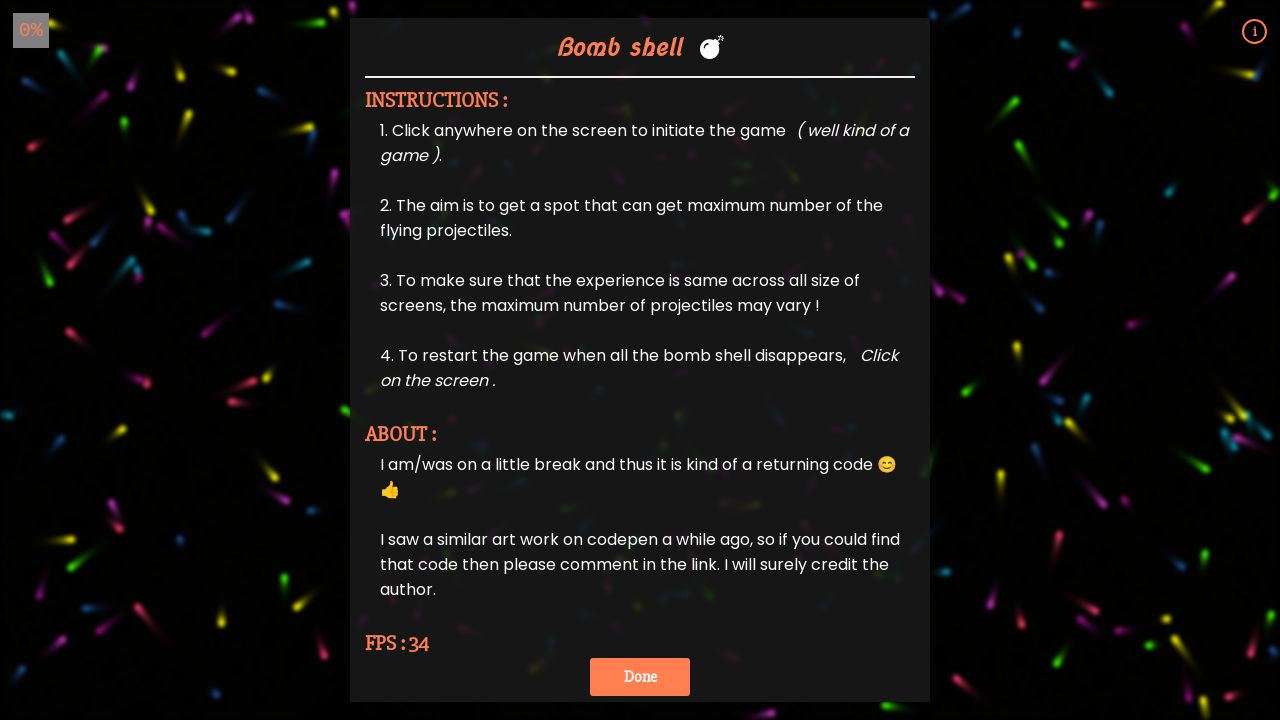 0%
i
Bomb shell 💣
INSTRUCTIONS :
1. Click anywhere on the screen to initiate the game ( well kind of a
game ).
2. The aim is to get a spot that can get maximum number of the
flying projectiles.
3. To make sure that the experience is same across all size of
screens, the maximum number of projectiles may vary !
4. To restart the game when all the bomb shell disappears, Click
on the screen .
ABOUT :
I am/was on a little break and thus it is kind of a returning code 😊
👍
I saw a similar art work on codepen a while ago, so if you could find
that code then please comment in the link. I will surely credit the
author.
FPS : 34
Done